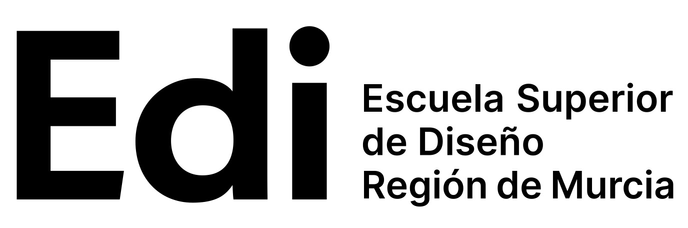 Edi
Escuela Superior
de Diseño
Región de Murcia